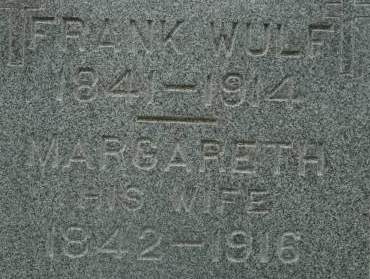 FRANK WULF
1841-1914
MARGARETH
HIS WIFE
1842-1916